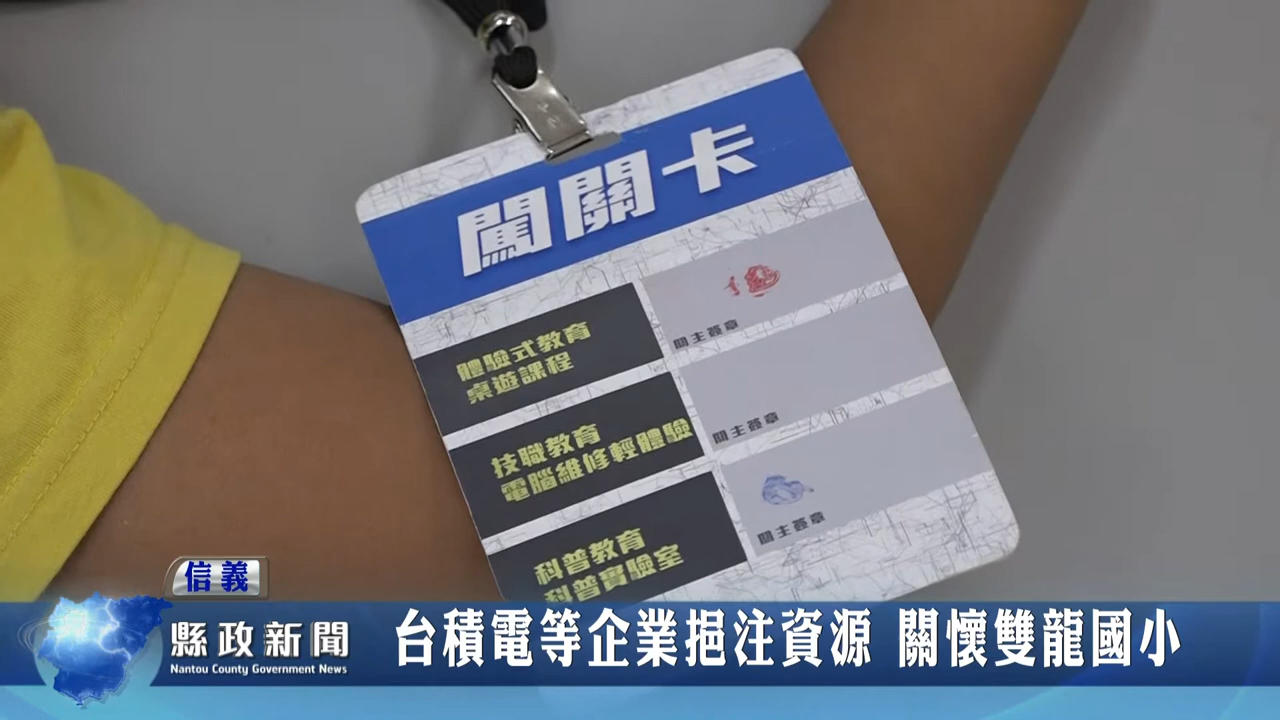 闖關卡
體驗式教育
桌遊課程
關主簽章
技職教育
電腦維修輕體驗
關主簽章
科普教育
科普實驗室
關主簽章
信義
縣政新聞
Nantou County Government News
台積電等企業挹注資源 關懷雙龍國小